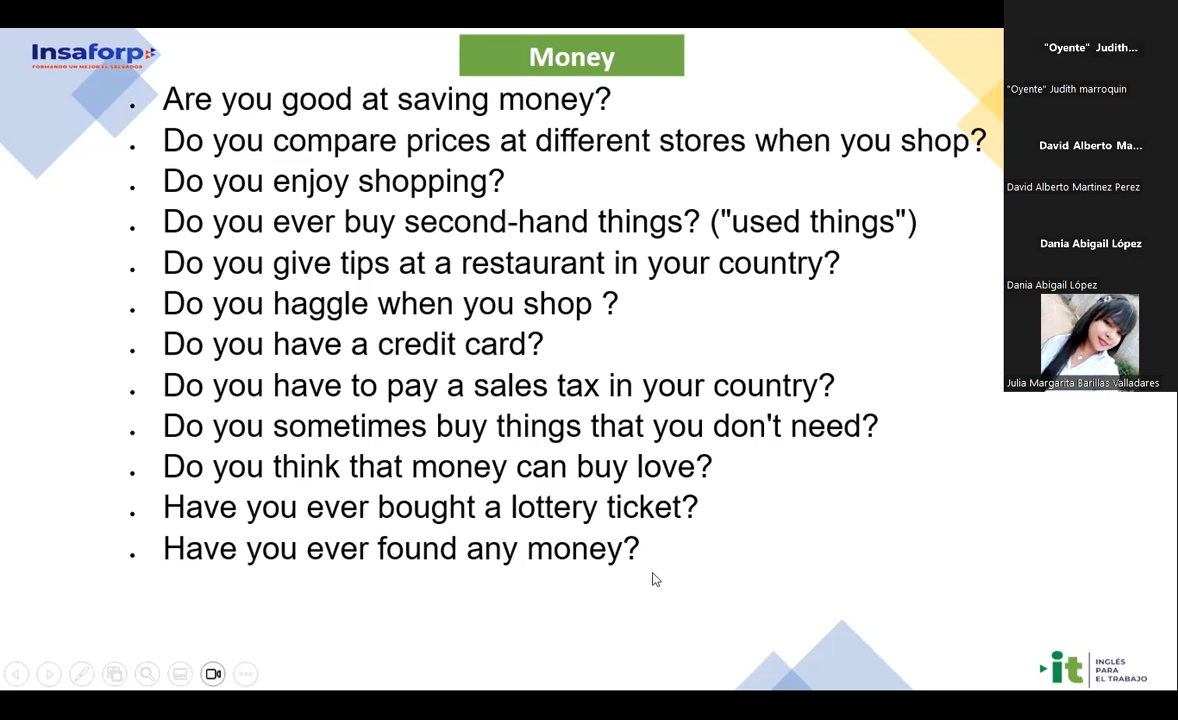 Insaforp
FORMANDO UN MEJOR EL SALVADOR
Money
• Are you good at saving money?
• Do you compare prices at different stores when you shop?
• Do you enjoy shopping?
• Do you ever buy second-hand things? ("used things")
• Do you give tips at a restaurant in your country?
• Do you haggle when you shop ?
• Do you have a credit card?
• Do you have to pay a sales tax in your country?
• Do you sometimes buy things that you don't need?
• Do you think that money can buy love?
• Have you ever bought a lottery ticket?
• Have you ever found any money?
"Oyente" Judith...
"Oyente" Judith marroquin
David Alberto Ma...
David Alberto Martinez Perez
Dania Abigail López
Dania Abigail López
Julia Margarita Barillas Valladares
it
INGLÉS
PARA
EL TRABAJO